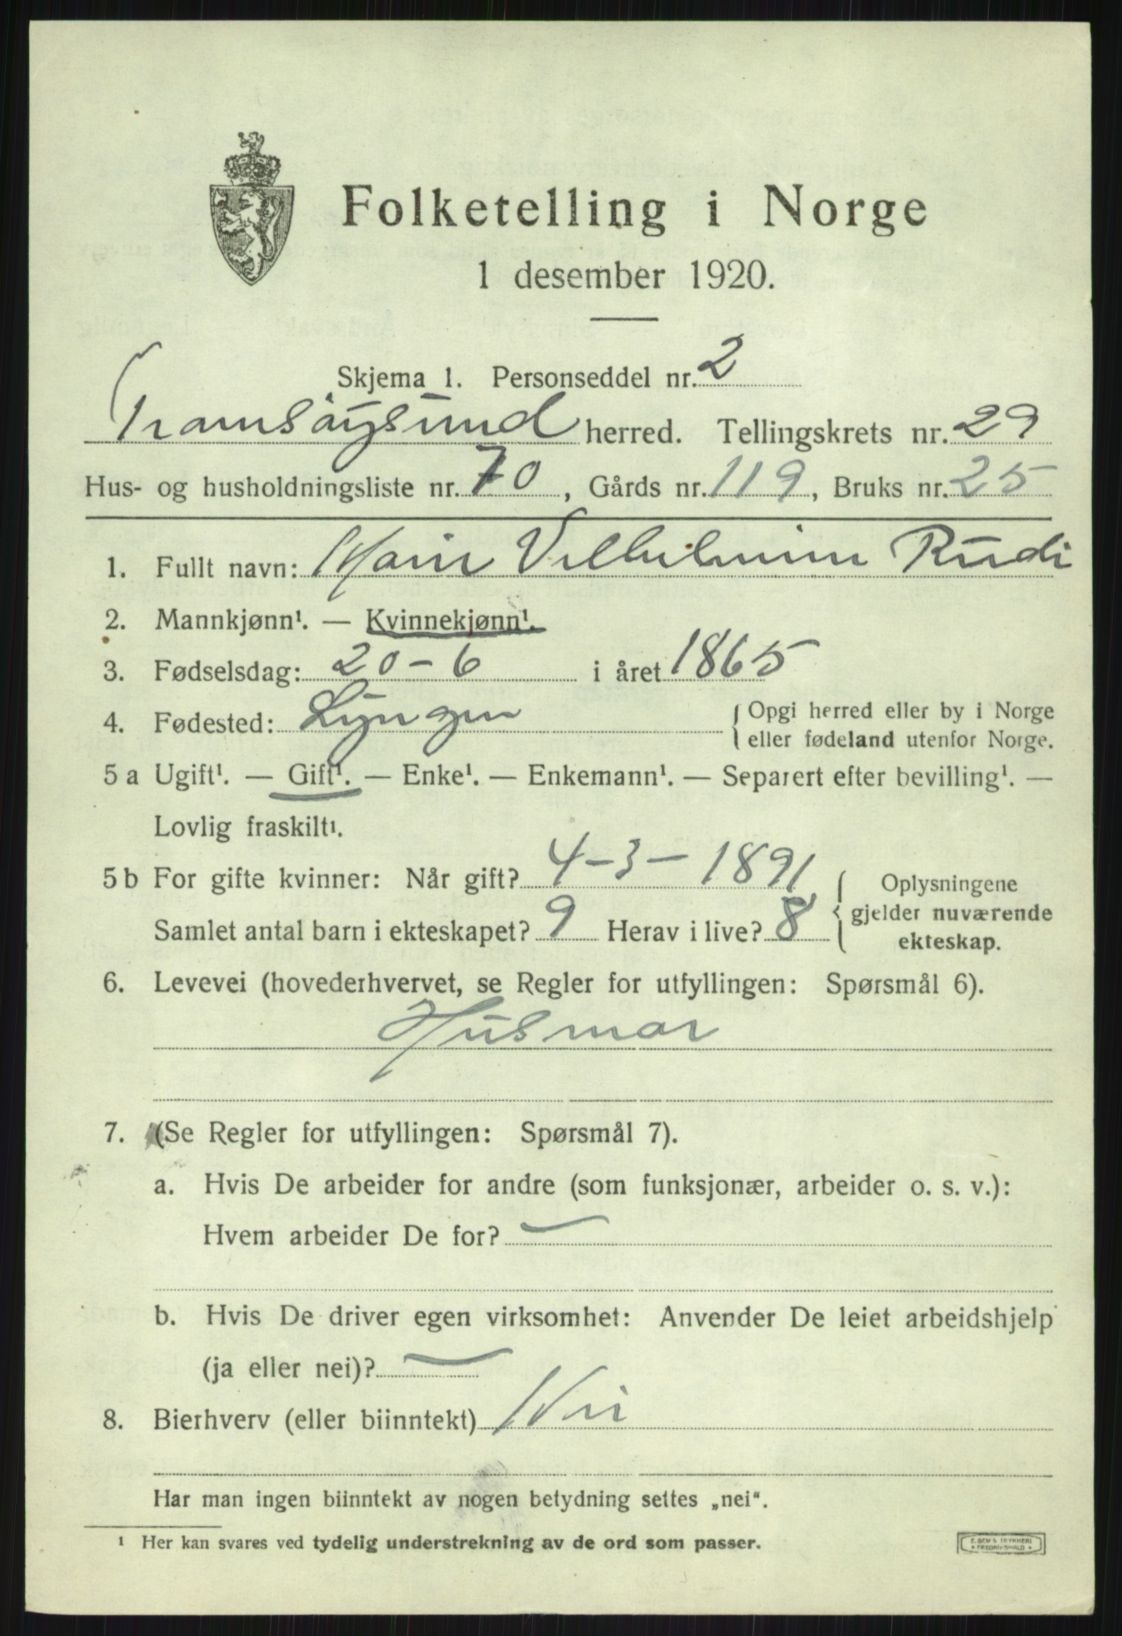 Folketelling i Norge
1 desember 1920.
Skjema 1. Personseddel nr. 2
Tromsøysund herred. Tellingskrets nr. 29
Hus- og husholdningsliste nr. 70, Gårds nr. 119, Bruks nr. 25
1. Fullt navn: Marie Vilhelmine Rudi
2. Mannkjønn¹. — Kvinnekjønn¹.
3. Fødselsdag: 20-6 i året 1865
4. Fødested: Lyngen { Opgi herred eller by i Norge
eller fødeland utenfor Norge.
5 a Ugift¹. — Gift¹. — Enke¹. — Enkemann¹. — Separert efter bevilling¹. —
Lovlig fraskilt¹.
5 b For gifte kvinner: Når gift? 4-3-1891
Samlet antal barn i ekteskapet? 9 Herav i live? 8
Oplysningene
gjelder nuværende
ekteskap.
6. Levevei (hovederhvervet, se Regler for utfyllingen: Spørsmål 6).
Husmor
7. (Se Regler for utfyllingen: Spørsmål 7).
a. Hvis De arbeider for andre (som funksjonær, arbeider o. s. v.):
Hvem arbeider De for? —
b. Hvis De driver egen virksomhet: Anvender De leiet arbeidshjelp
(ja eller nei)? —
8. Bierhverv (eller biinntekt) Nei
Har man ingen biinntekt av nogen betydning settes „nei“.
¹ Her kan svares ved tydelig understrekning av de ord som passer.